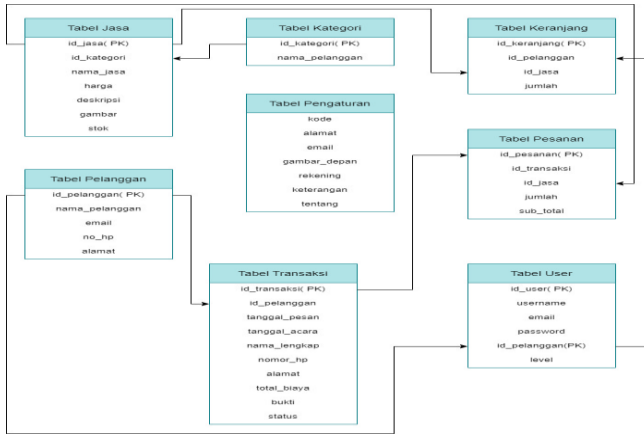 Tabel Jasa
id_jasa( PK)
id_kategori
nama_jasa
harga
deskripsi
gambar
stok
Tabel Kategori
id_kategori( PK)
nama_pelanggan
Tabel Keranjang
id_keranjang( PK)
id_pelanggan
id_jasa
jumlah
Tabel Pengaturan
kode
alamat
email
gambar_depan
rekening
keterangan
tentang
Tabel Pesanan
id_pesanan( PK)
id_transaksi
id_jasa
jumlah
sub_total
Tabel Pelanggan
id_pelanggan( PK)
nama_pelanggan
email
no_hp
alamat
Tabel Transaksi
id_transaksi( PK)
id_pelanggan
tanggal_pesan
tanggal_acara
nama_lengkap
nomor_hp
alamat
total_biaya
bukti
status
Tabel User
id_user( PK)
username
email
password
id_pelanggan(PK)
level